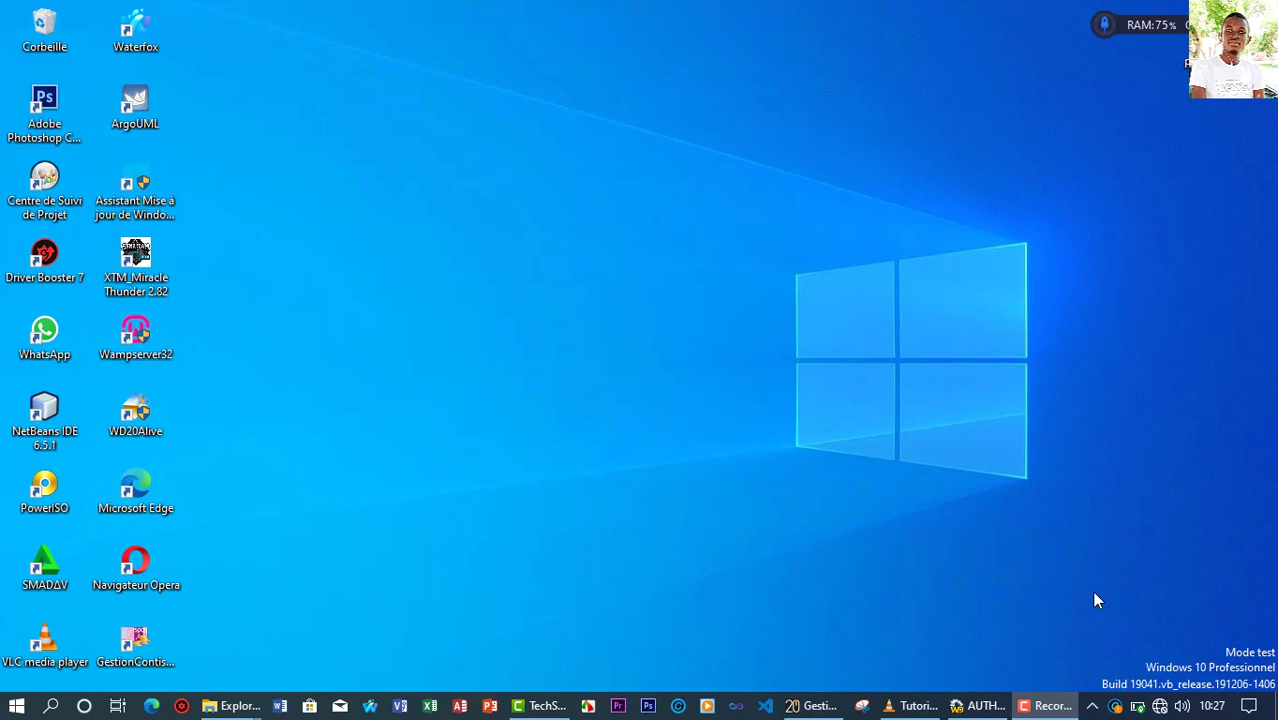 Corbeille
Waterfox
Adobe
Photoshop C...
ArgoUML
Centre de Suivi
de Projet
Assistant Mise à
jour de Windo...
Driver Booster 7
XTM_Miracle
Thunder 2.82
WhatsApp
Wampserver32
NetBeans IDE
6.5.1
WD20Alive
PowerISO
Microsoft Edge
SMADΔV
Navigateur Opera
VLC media player
GestionContis...
RAM:75%
Mode test
Windows 10 Professionnel
Build 19041.vb_release.191206-1406
Explor...
TechS...
20 Gesti...
Tutori...
AUTH...
Recor...
10:27